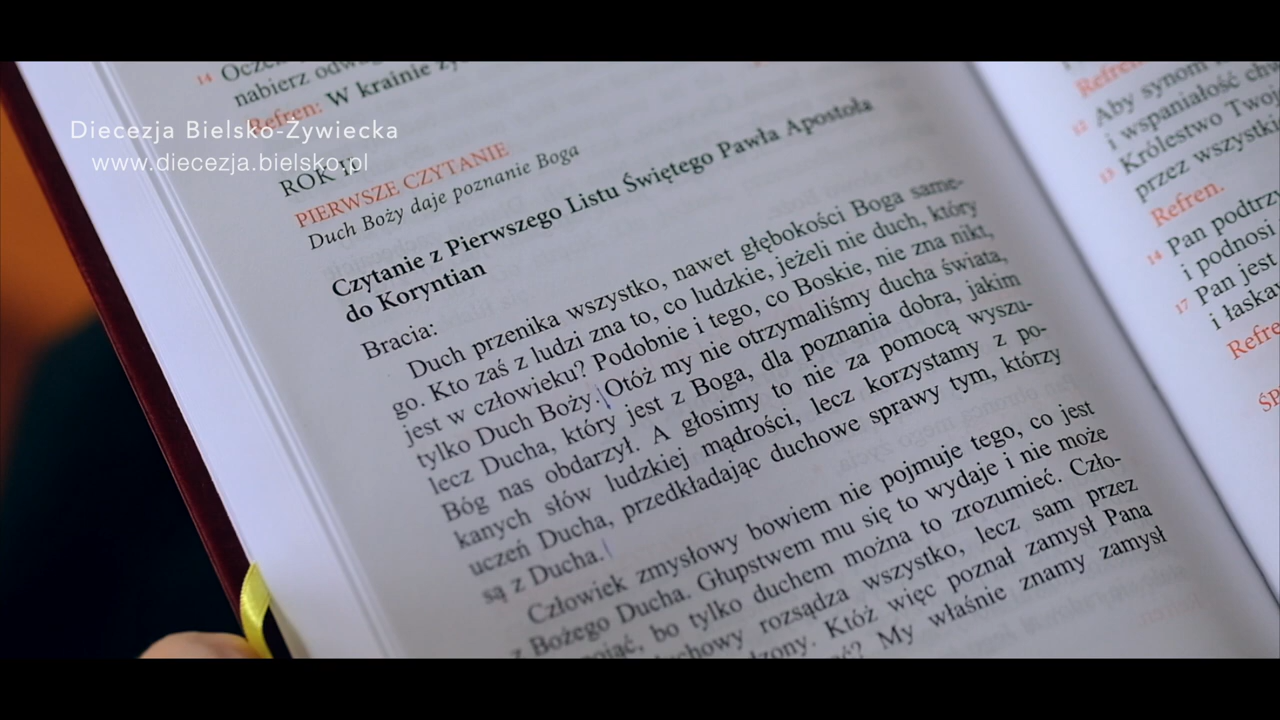 Diecezja Bielsko-Żywiecka
www.diecezja.bielsko.pl
14
nabierz
Refren: W krainie
ROK II
PIERWSZE CZYTANIE
Duch Boży daje poznanie Boga
Czytanie z Pierwszego Listu Świętego Pawła Apostoła
do Koryntian
Bracia:
Duch przenika wszystko, nawet głębokości Boga same-
go. Kto zaś z ludzi zna to, co ludzkie, jeżeli nie duch, który
jest w człowieku? Podobnie i tego, co Boskie, nie zna nikt,
tylko Duch Boży. Otóż my nie otrzymaliśmy ducha świata,
lecz Ducha, który jest z Boga, dla poznania dobra, jakim
Bóg nas obdarzył. A głosimy to nie za pomocą wyszu-
kanych słów ludzkiej mądrości, lecz korzystamy z po-
uczeń Ducha, przedkładając duchowe sprawy tym, którzy
są z Ducha.
Człowiek zmysłowy bowiem nie pojmuje tego, co jest
z Bożego Ducha. Głupstwem mu się to wydaje i nie może
bo tylko duchem można to zrozumieć. Czło-
rozsądza wszystko, lecz sam przez
Któż więc poznał zamysł Pana
My właśnie znamy zamysł
Refren.
12 Aby synom
i wspaniałość
13 Królestwo
przez
Refren.
14 Pan
i podnosi
17 Pan jest
i